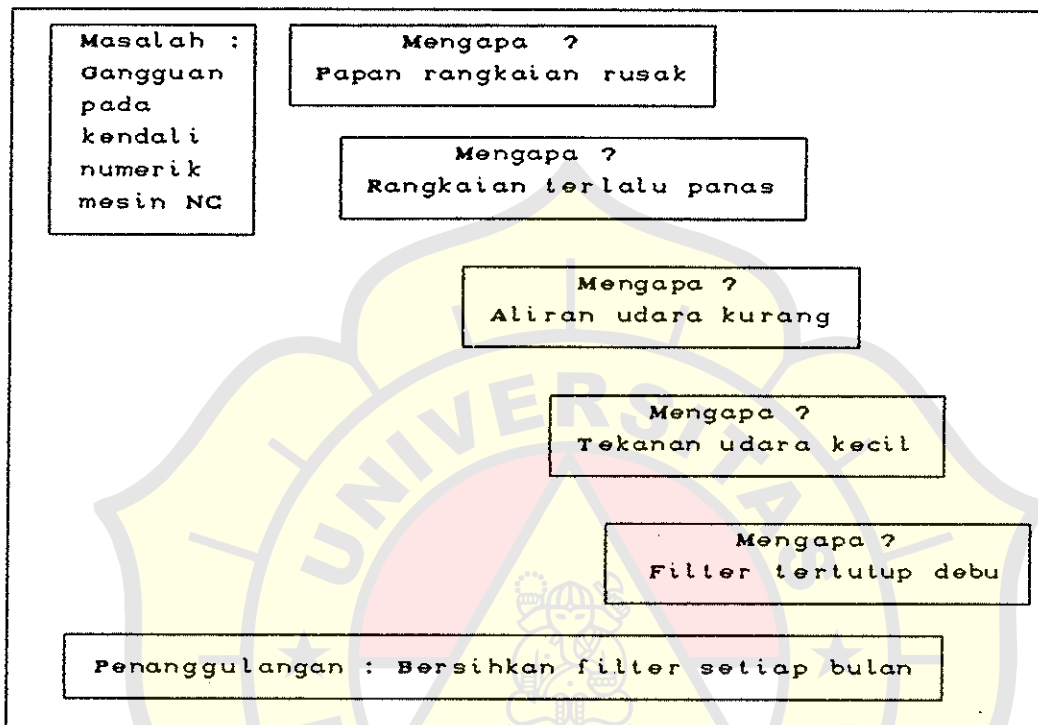 Masalah :
Gangguan
pada
kendali
numerik
mesin NC
Mengapa ?
Papan rangkaian rusak
Mengapa ?
Rangkaian terlalu panas
Mengapa ?
Aliran udara kurang
Mengapa ?
Tekanan udara kecil
Mengapa ?
Filter tertutup debu
Penanggulangan : Bersihkan filter setiap bulan
UNIVERSITAS